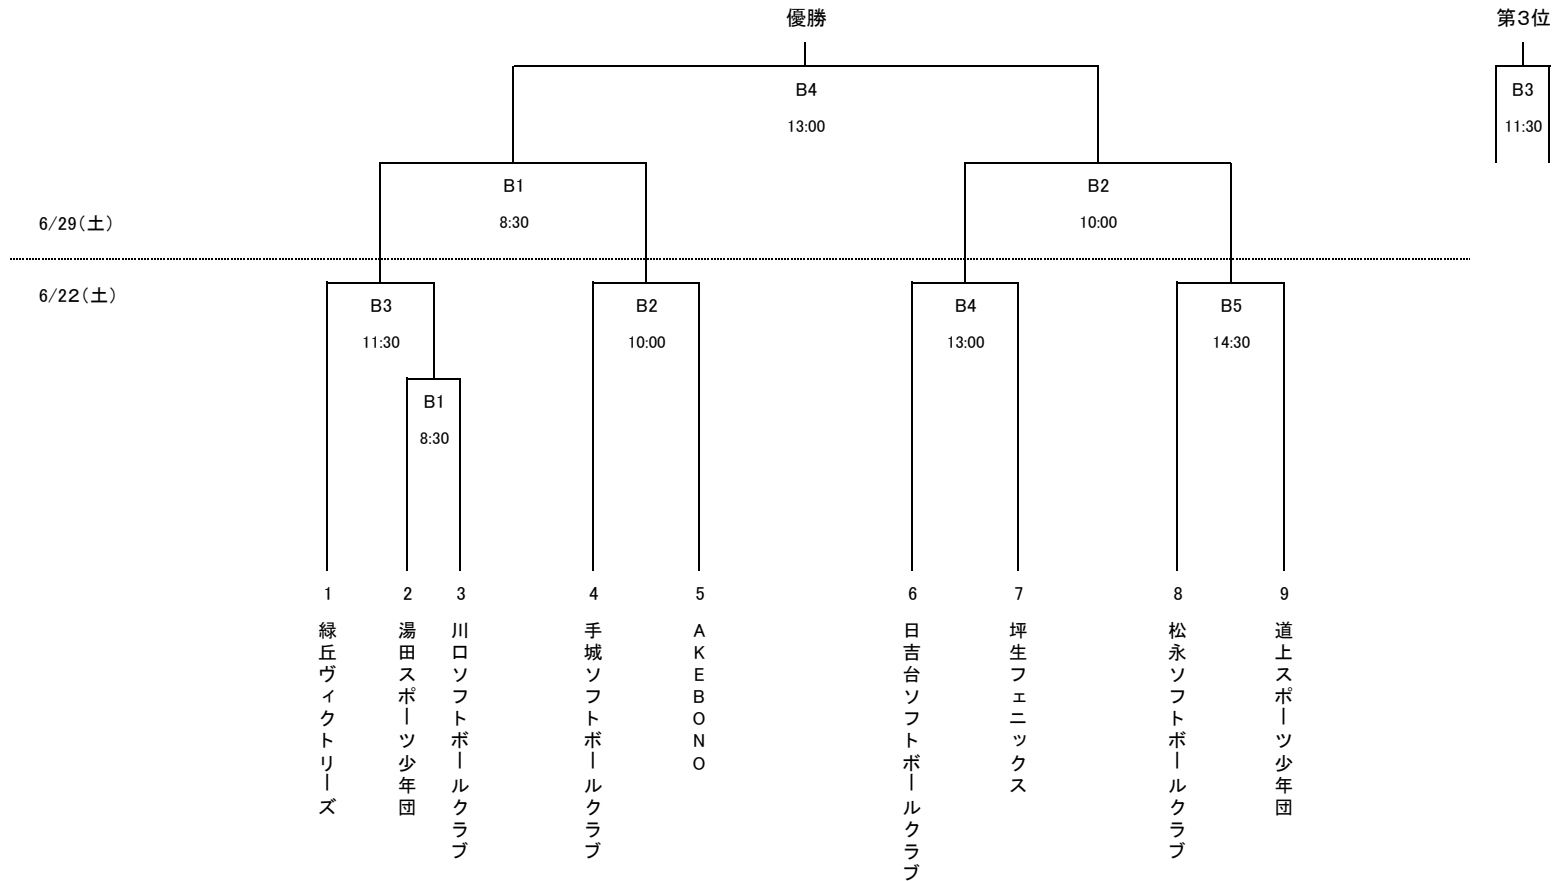 優勝
第3位
B4
13:00
B3
11:30
B1
8:30
B2
10:00
6/29(土)
6/22(土)
B3
11:30
B2
10:00
B4
13:00
B5
14:30
B1
8:30
1
2
3
4
5
6
7
8
9
緑丘ヴィクトリーズ
湯田スポーツ少年団
川口ソフトボールクラブ
手城ソフトボールクラブ
AKEBONO
日吉台ソフトボールクラブ
坪生フェニックス
松永ソフトボールクラブ
道上スポーツ少年団